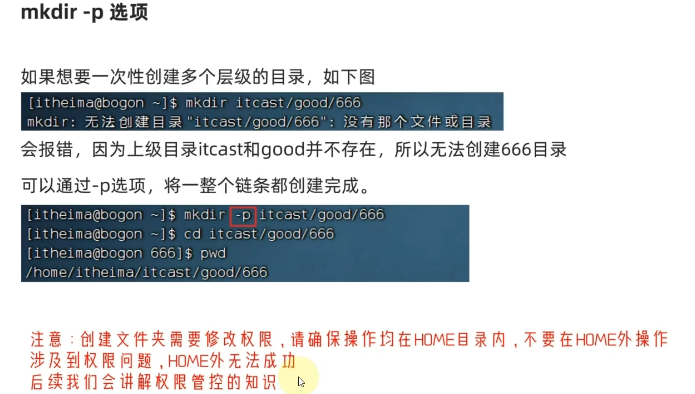 mkdir -p 选项
如果想要一次性创建多个层级的目录，如下图
[itheima@bogon ~]$ mkdir itcast/good/666
mkdir: 无法创建目录"itcast/good/666": 没有那个文件或目录
会报错，因为上级目录itcast和good并不存在，所以无法创建666目录
可以通过-p选项，将一整个链条都创建完成。
[itheima@bogon ~]$ mkdir -p itcast/good/666
[itheima@bogon ~]$ cd itcast/good/666
[itheima@bogon 666]$ pwd
/home/itheima/itcast/good/666
注意：创建文件夹需要修改权限，请确保操作均在HOME目录内，不要在HOME外操作
涉及到权限问题，HOME外无法成功
后续我们会讲解权限管控的知识